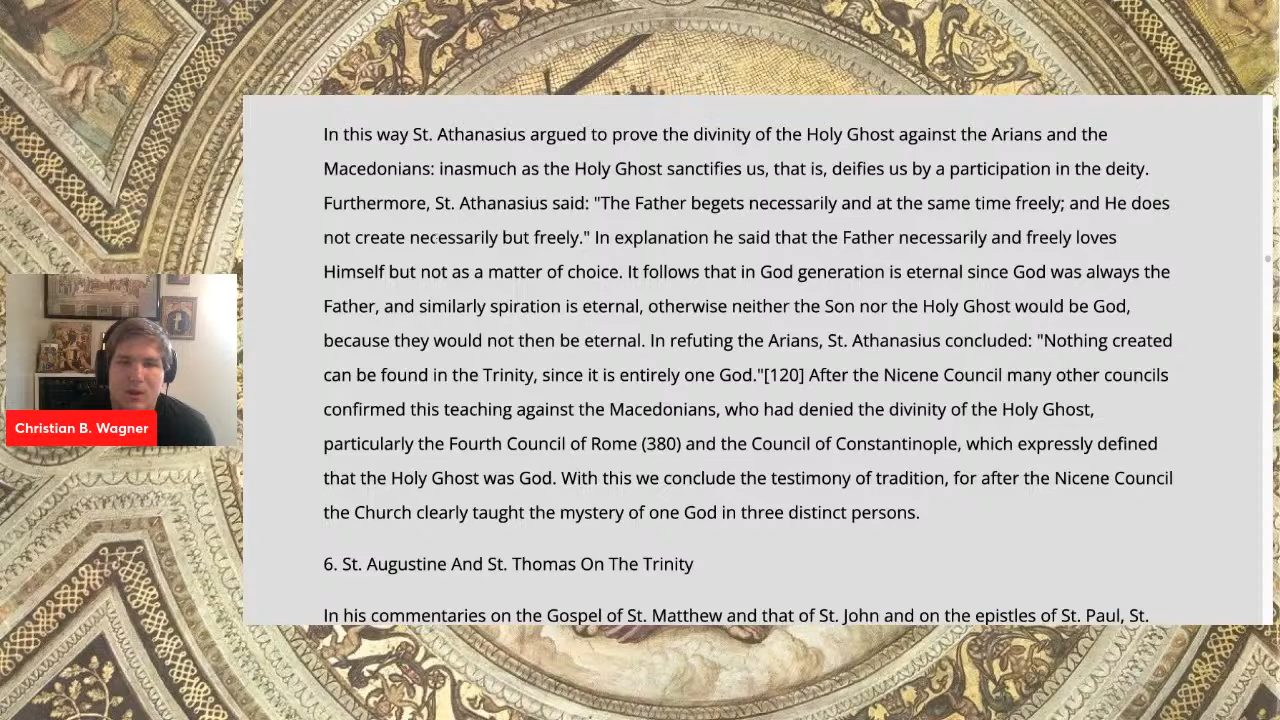 In this way St. Athanasius argued to prove the divinity of the Holy Ghost against the Arians and the
Macedonians: inasmuch as the Holy Ghost sanctifies us, that is, deifies us by a participation in the deity.
Furthermore, St. Athanasius said: "The Father begets necessarily and at the same time freely; and He does
not create necessarily but freely." In explanation he said that the Father necessarily and freely loves
Himself but not as a matter of choice. It follows that in God generation is eternal since God was always the
Father, and similarly spiration is eternal, otherwise neither the Son nor the Holy Ghost would be God,
because they would not then be eternal. In refuting the Arians, St. Athanasius concluded: "Nothing created
can be found in the Trinity, since it is entirely one God."[120] After the Nicene Council many other councils
confirmed this teaching against the Macedonians, who had denied the divinity of the Holy Ghost,
particularly the Fourth Council of Rome (380) and the Council of Constantinople, which expressly defined
that the Holy Ghost was God. With this we conclude the testimony of tradition, for after the Nicene Council
the Church clearly taught the mystery of one God in three distinct persons.
6. St. Augustine And St. Thomas On The Trinity
In his commentaries on the Gospel of St. Matthew and that of St. John and on the epistles of St. Paul, St.
Christian B. Wagner